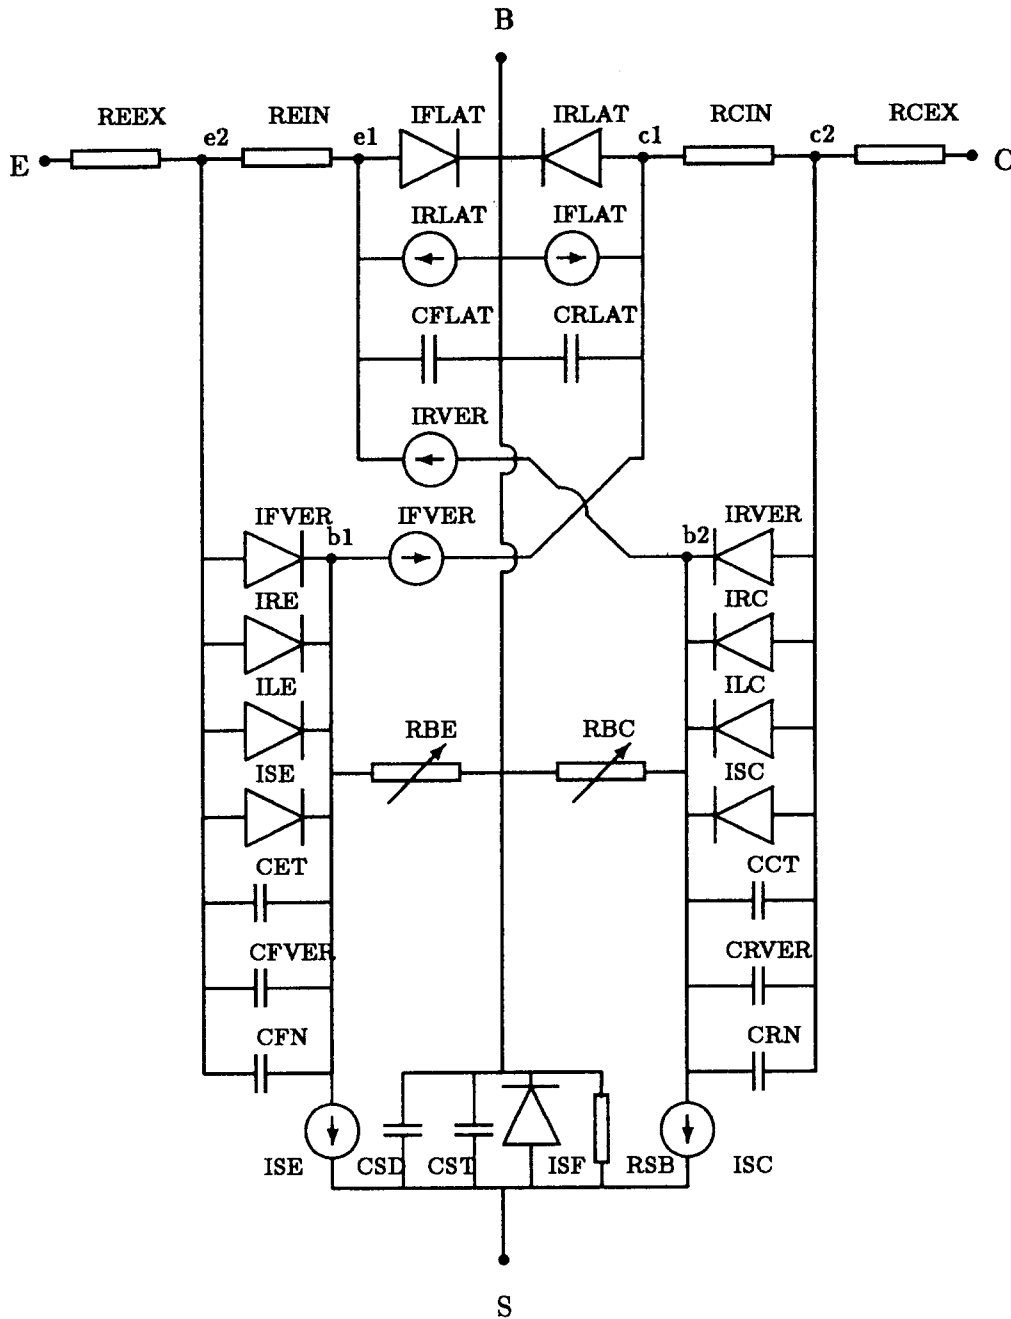 B
REEX REIN IFLAT IRLAT RCIN RCEX
e2 e1 c1 c2
E C
IRLAT IFLAT
CFLAT CRLAT
IRVER
IFVER IFVER IRVER
b1 b2
IRE IRC
ILE ILC
RBE RBC
ISE ISC
CET CCT
CFVER CRVER
CFN CRN
ISE CSD CST ISF RSB ISC
S